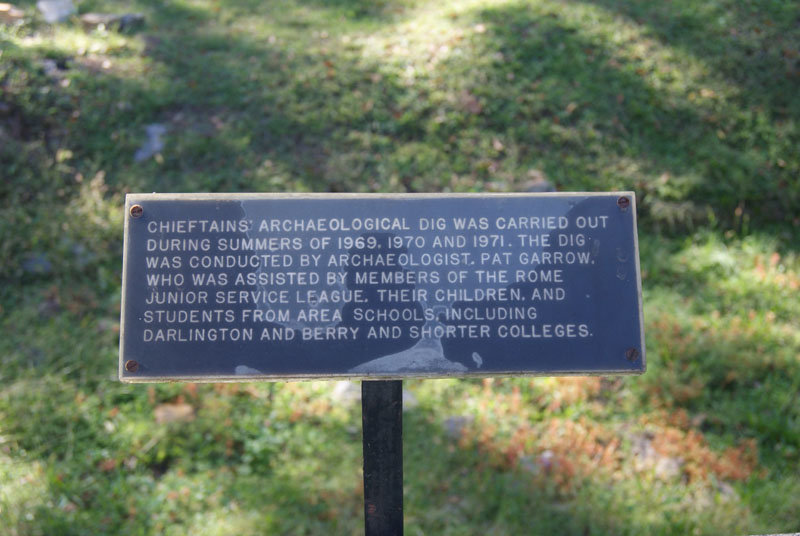 CHIEFTAINS' ARCHAEOLOGICAL DIG WAS CARRIED OUT
DURING SUMMERS OF 1969, 1970 AND 1971. THE DIG
WAS CONDUCTED BY ARCHAEOLOGIST, PAT GARROW,
WHO WAS ASSISTED BY MEMBERS OF THE ROME
JUNIOR SERVICE LEAGUE, THEIR CHILDREN, AND
STUDENTS FROM AREA SCHOOLS, INCLUDING
DARLINGTON AND BERRY AND SHORTER COLLEGES.